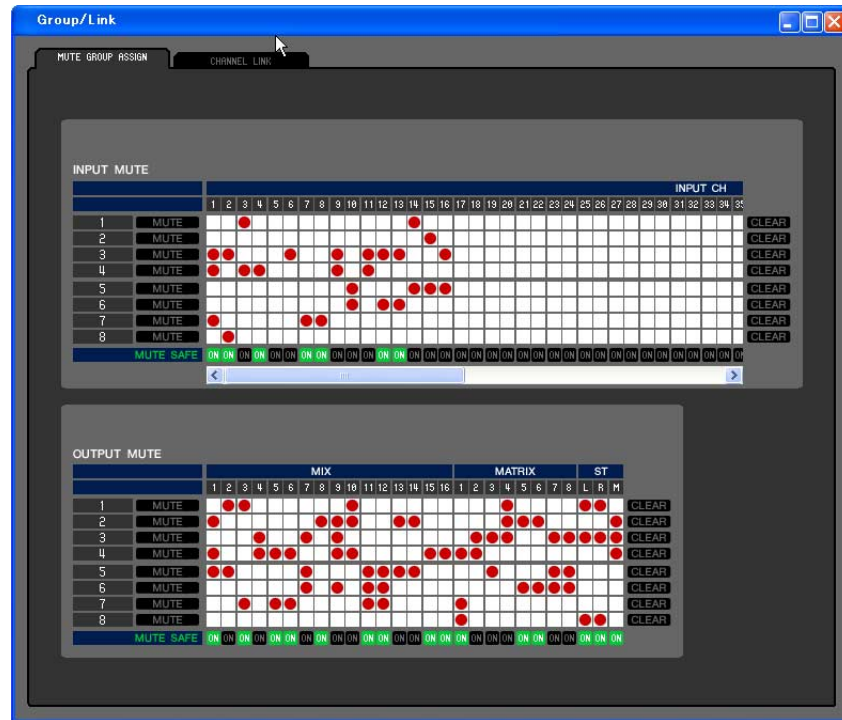 Group/Link
MUTE GROUP ASSIGN CHANNEL LINK
INPUT MUTE
INPUT CH
1 2 3 4 5 6 7 8 9 10 11 12 13 14 15 16 17 18 19 20 21 22 23 24 25 26 27 28 29 30 31 32 33 34 35
1 MUTE CLEAR
2 MUTE CLEAR
3 MUTE CLEAR
4 MUTE CLEAR
5 MUTE CLEAR
6 MUTE CLEAR
7 MUTE CLEAR
8 MUTE CLEAR
MUTE SAFE ON ON ON ON ON ON ON ON ON ON ON ON ON ON ON ON ON ON ON ON ON ON ON ON ON ON ON ON ON ON ON ON ON ON ON
OUTPUT MUTE
MIX MATRIX ST
1 2 3 4 5 6 7 8 9 10 11 12 13 14 15 16 1 2 3 4 5 6 7 8 L R M
1 MUTE CLEAR
2 MUTE CLEAR
3 MUTE CLEAR
4 MUTE CLEAR
5 MUTE CLEAR
6 MUTE CLEAR
7 MUTE CLEAR
8 MUTE CLEAR
MUTE SAFE ON ON ON ON ON ON ON ON ON ON ON ON ON ON ON ON ON ON ON ON ON ON ON ON ON ON ON